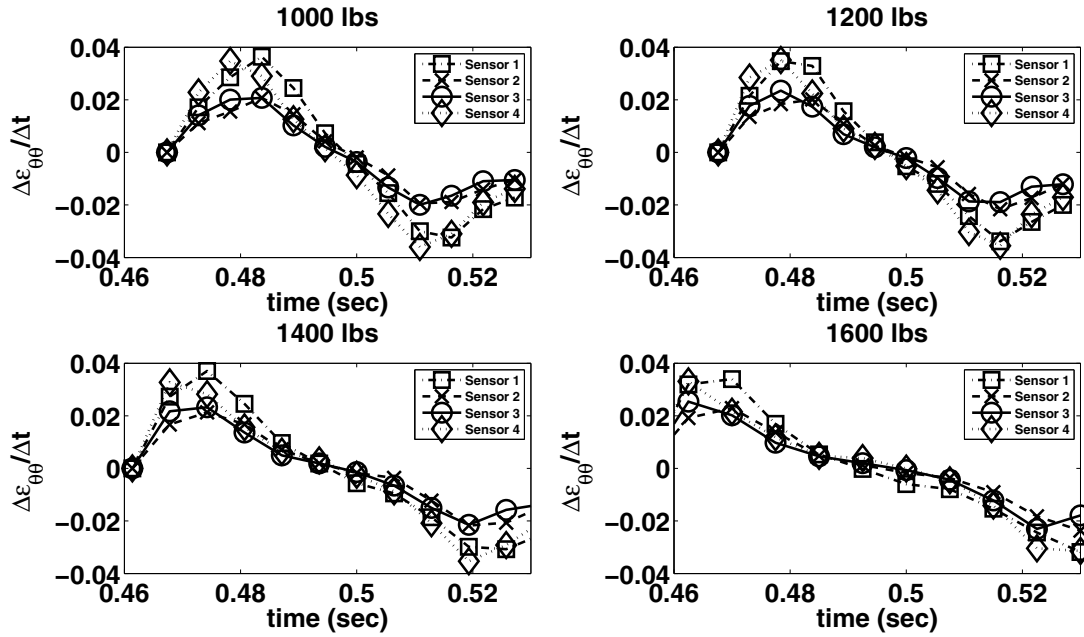 1000 lbs
Δε_θθ/Δt
0.04
0.02
0
−0.02
−0.04
0.46
0.48
0.5
0.52
time (sec)
Sensor 1
Sensor 2
Sensor 3
Sensor 4
1200 lbs
Δε_θθ/Δt
0.04
0.02
0
−0.02
−0.04
0.46
0.48
0.5
0.52
time (sec)
Sensor 1
Sensor 2
Sensor 3
Sensor 4
1400 lbs
Δε_θθ/Δt
0.04
0.02
0
−0.02
−0.04
0.46
0.48
0.5
0.52
time (sec)
Sensor 1
Sensor 2
Sensor 3
Sensor 4
1600 lbs
Δε_θθ/Δt
0.04
0.02
0
−0.02
−0.04
0.46
0.48
0.5
0.52
time (sec)
Sensor 1
Sensor 2
Sensor 3
Sensor 4